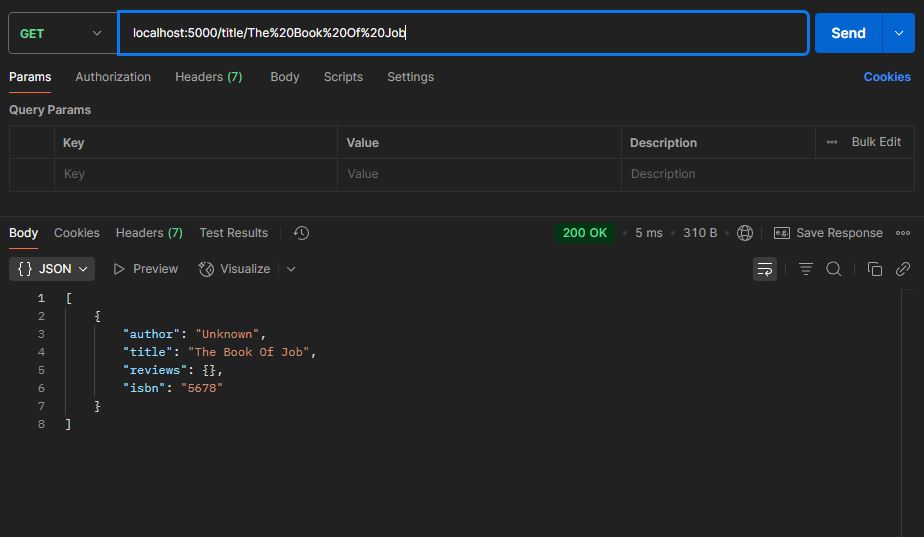 GET localhost:5000/title/The%20Book%20Of%20Job Send
Params Authorization Headers (7) Body Scripts Settings Cookies
Query Params
Key Value Description Bulk Edit
Key Value Description
Body Cookies Headers (7) Test Results 200 OK 5 ms 310 B e.g. Save Response
{} JSON Preview Visualize
1 [
2 {
3 "author": "Unknown",
4 "title": "The Book Of Job",
5 "reviews": {},
6 "isbn": "5678"
7 }
8 ]